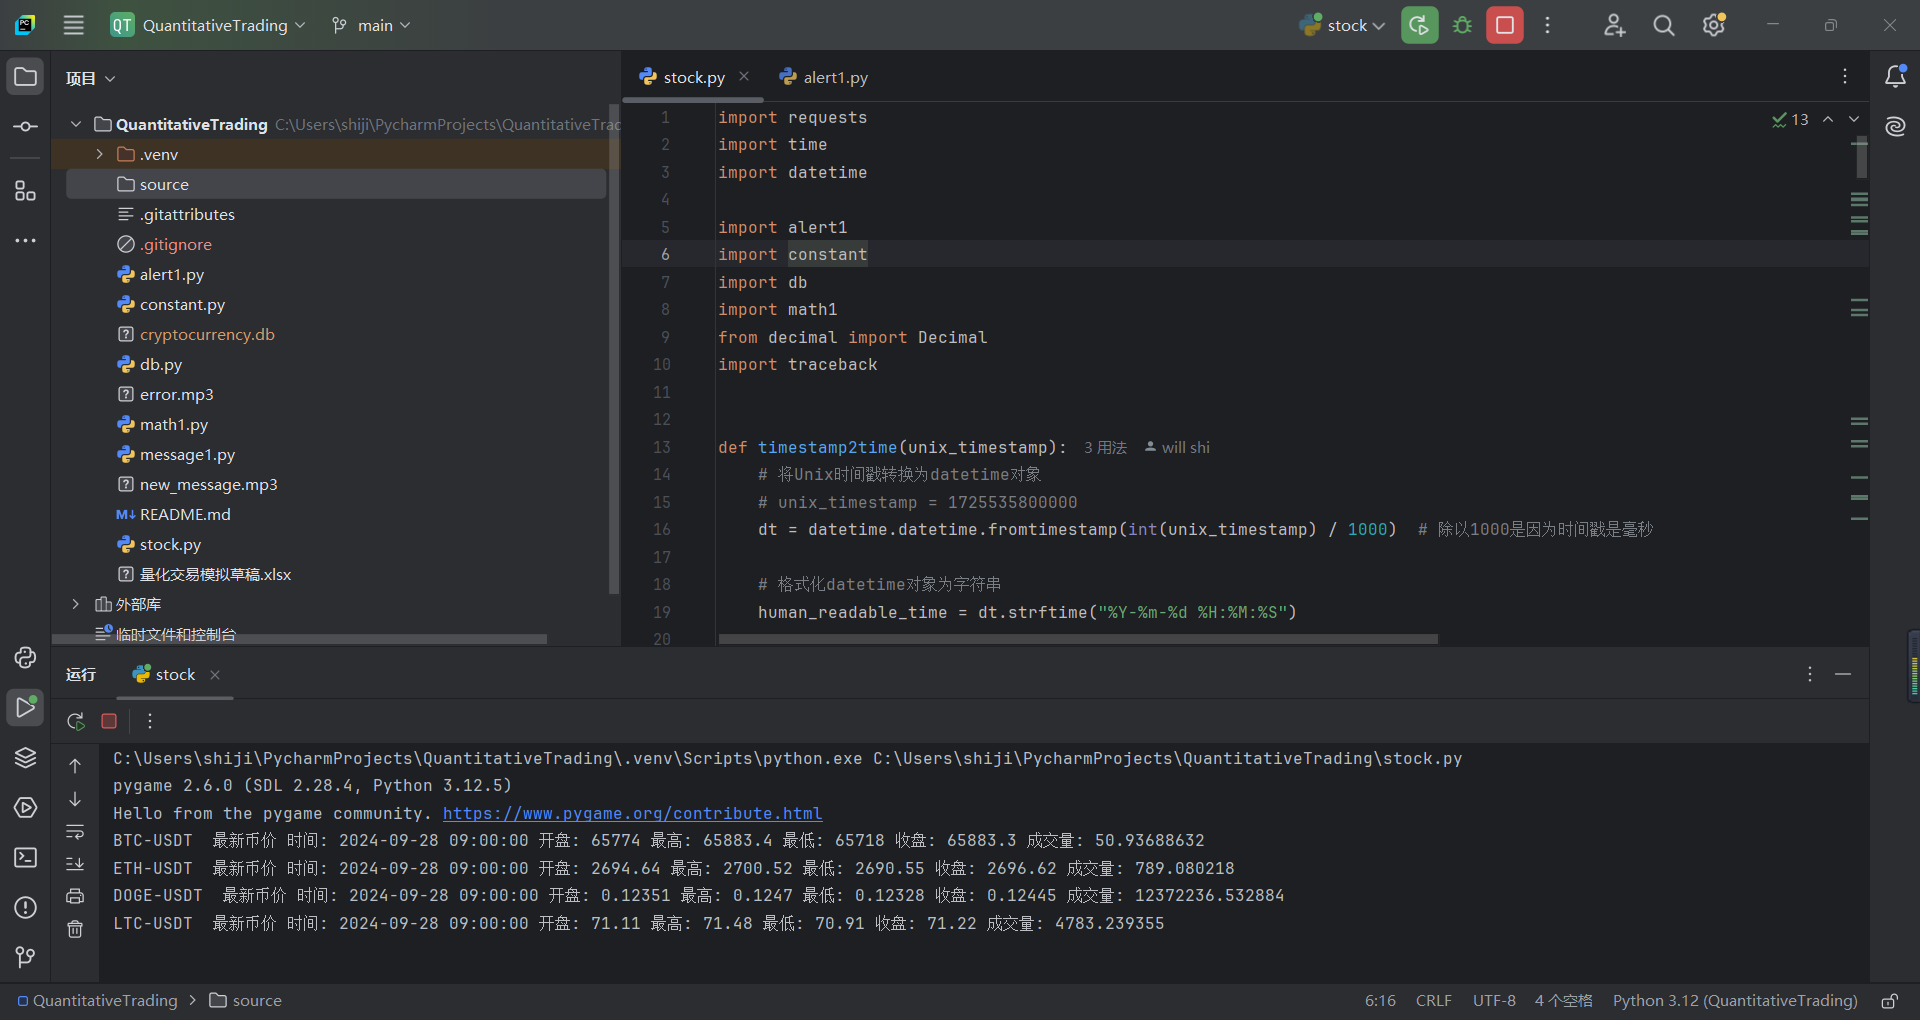 QT QuantitativeTrading main stock
项目
QuantitativeTrading C:\Users\shiji\PycharmProjects\QuantitativeTrad
.venv
source
.gitattributes
.gitignore
alert1.py
constant.py
cryptocurrency.db
db.py
error.mp3
math1.py
message1.py
new_message.mp3
README.md
stock.py
量化交易模拟草稿.xlsx
外部库
临时文件和控制台
stock.py alert1.py
13
1 import requests
2 import time
3 import datetime
4
5 import alert1
6 import constant
7 import db
8 import math1
9 from decimal import Decimal
10 import traceback
11
12
13 def timestamp2time(unix_timestamp): 3 用法 will shi
14 # 将Unix时间戳转换为datetime对象
15 # unix_timestamp = 1725535800000
16 dt = datetime.datetime.fromtimestamp(int(unix_timestamp) / 1000) # 除以1000是因为时间戳是毫秒
17
18 # 格式化datetime对象为字符串
19 human_readable_time = dt.strftime("%Y-%m-%d %H:%M:%S")
20
运行 stock
C:\Users\shiji\PycharmProjects\QuantitativeTrading\.venv\Scripts\python.exe C:\Users\shiji\PycharmProjects\QuantitativeTrading\stock.py
pygame 2.6.0 (SDL 2.28.4, Python 3.12.5)
Hello from the pygame community. https://www.pygame.org/contribute.html
BTC-USDT 最新币价 时间: 2024-09-28 09:00:00 开盘: 65774 最高: 65883.4 最低: 65718 收盘: 65883.3 成交量: 50.93688632
ETH-USDT 最新币价 时间: 2024-09-28 09:00:00 开盘: 2694.64 最高: 2700.52 最低: 2690.55 收盘: 2696.62 成交量: 789.080218
DOGE-USDT 最新币价 时间: 2024-09-28 09:00:00 开盘: 0.12351 最高: 0.1247 最低: 0.12328 收盘: 0.12445 成交量: 12372236.532884
LTC-USDT 最新币价 时间: 2024-09-28 09:00:00 开盘: 71.11 最高: 71.48 最低: 70.91 收盘: 71.22 成交量: 4783.239355
QuantitativeTrading source 6:16 CRLF UTF-8 4 个空格 Python 3.12 (QuantitativeTrading)